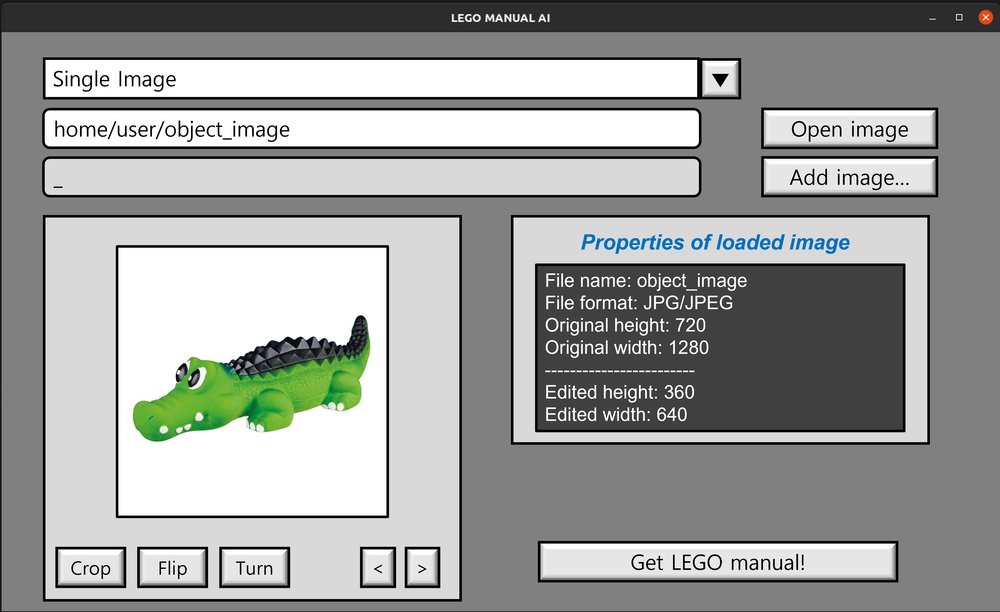 LEGO MANUAL AI
Single Image
home/user/object_image
Open image
_
Add image...
Properties of loaded image
File name: object_image
File format: JPG/JPEG
Original height: 720
Original width: 1280
------------------------
Edited height: 360
Edited width: 640
Crop
Flip
Turn
<
>
Get LEGO manual!